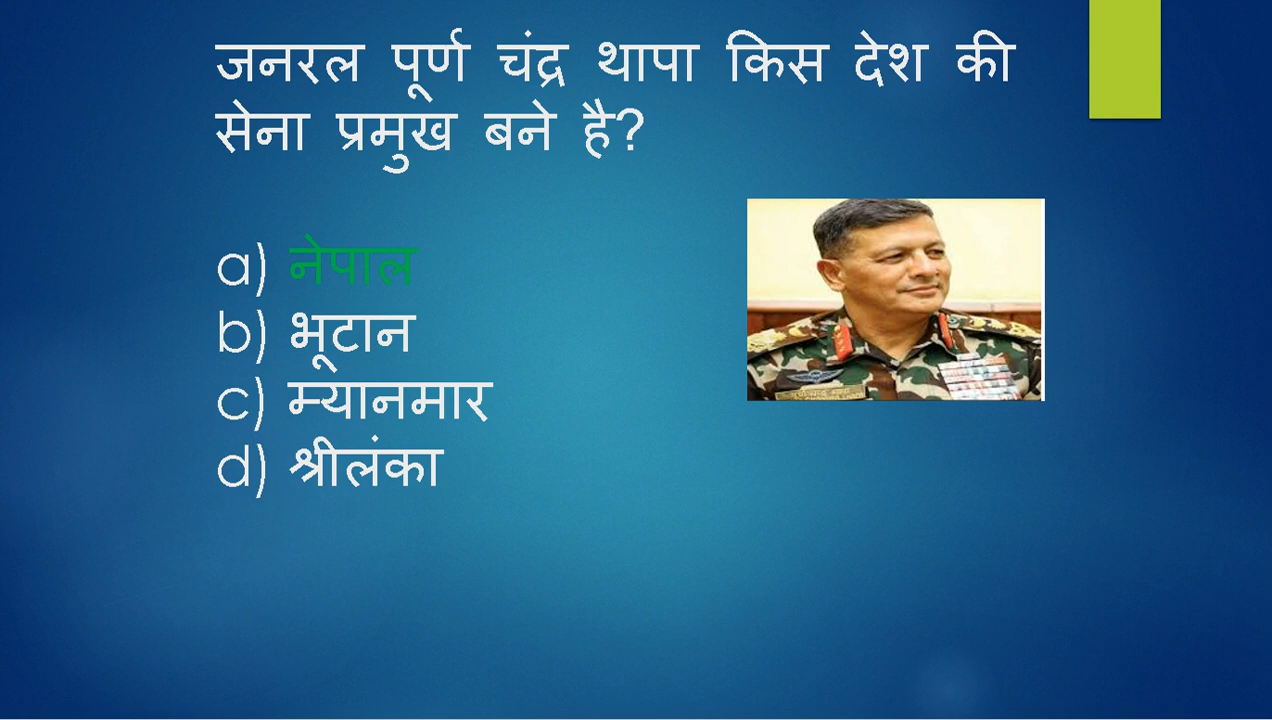 जनरल पूर्ण चंद्र थापा किस देश की
सेना प्रमुख बने है?
a) नेपाल
b) भूटान
c) म्यानमार
d) श्रीलंका